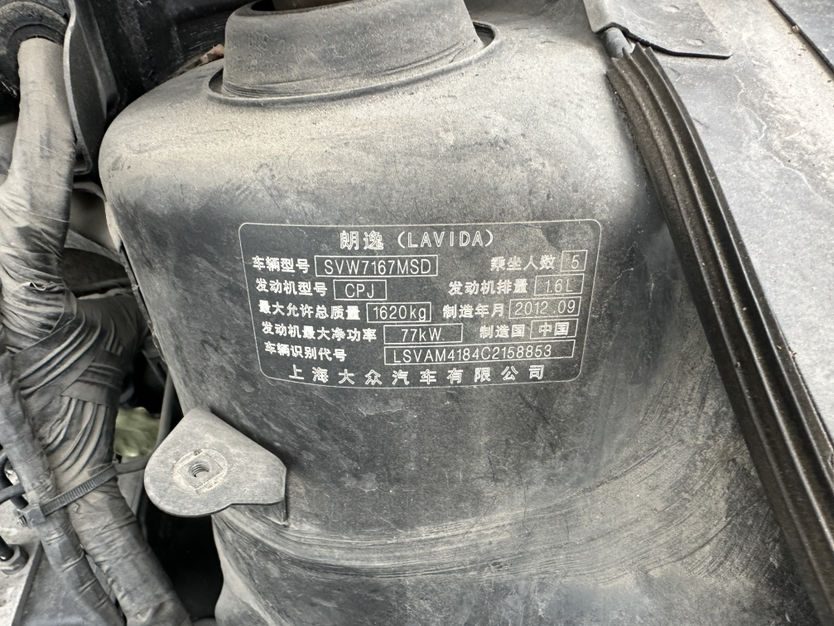 朗逸（LAVIDA）
车辆型号 SVW7167MSD 乘坐人数 5
发动机型号 CPJ 发动机排量 1.6L
最大允许总质量 1620kg 制造年月 2012.09
发动机最大净功率 77kW 制造国 中国
车辆识别代号 LSVAM4184C2158853
上海大众汽车有限公司